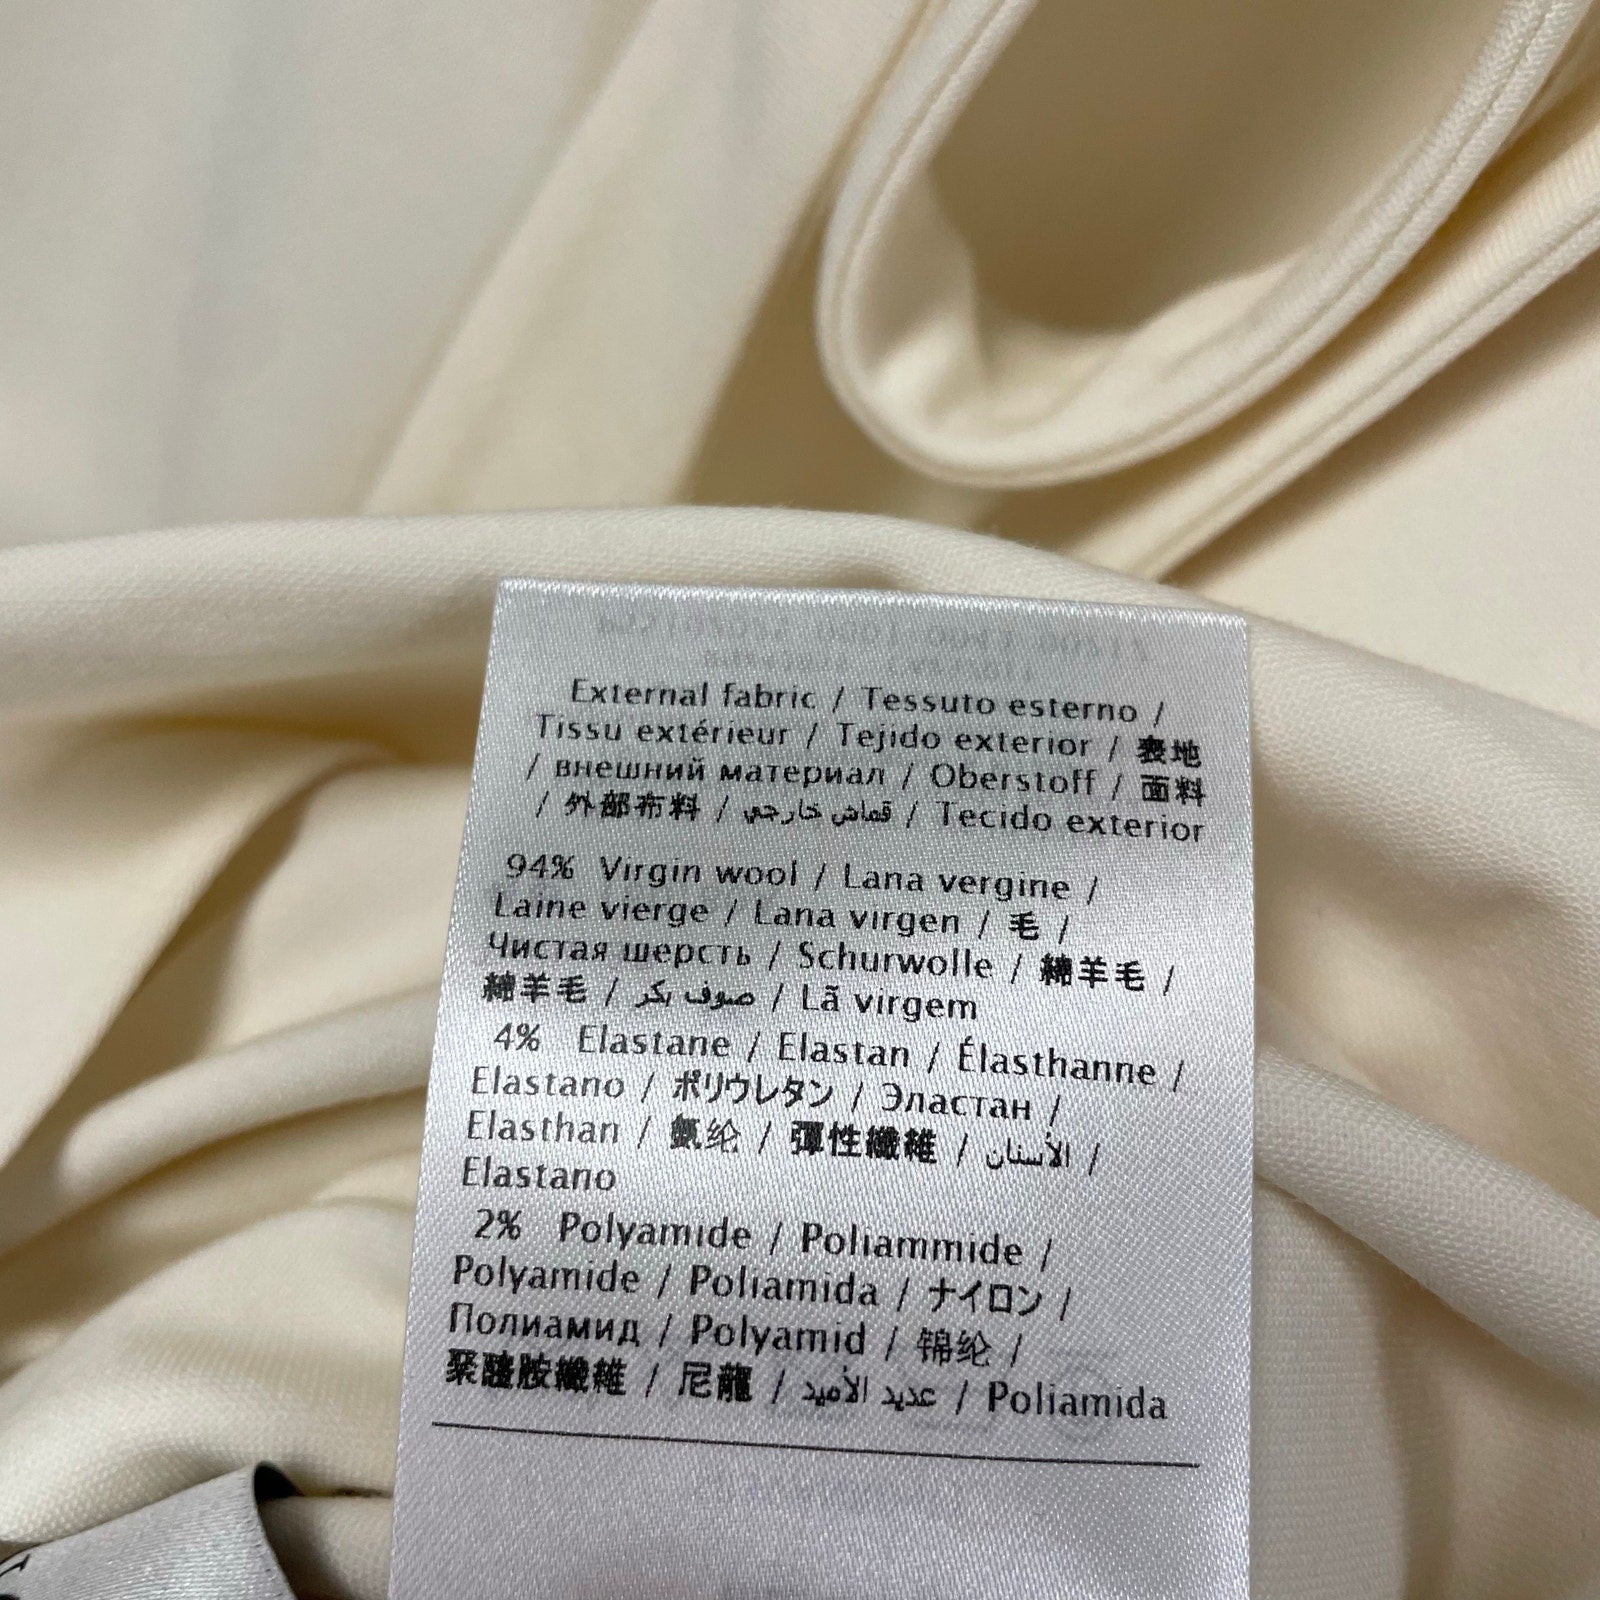 External fabric / Tessuto esterno /
Tissu extérieur / Tejido exterior / 表地
/ внешний материал / Oberstoff / 面料
/ 外部布料 / قماش خارجي / Tecido exterior
94% Virgin wool / Lana vergine /
Laine vierge / Lana virgen / 毛 /
Чистая шерсть / Schurwolle / 綿羊毛 /
綿羊毛 / صوف بكر / Lã virgem
4% Elastane / Elastan / Élasthanne /
Elastano / ポリウレタン / Эластан /
Elasthan / 氨纶 / 彈性纖維 / الأستان /
Elastano
2% Polyamide / Poliammide /
Polyamide / Poliamida / ナイロン /
Полиамид / Polyamid / 锦纶 /
聚醯胺纖維 / 尼龍 / عديد الأميد / Poliamida